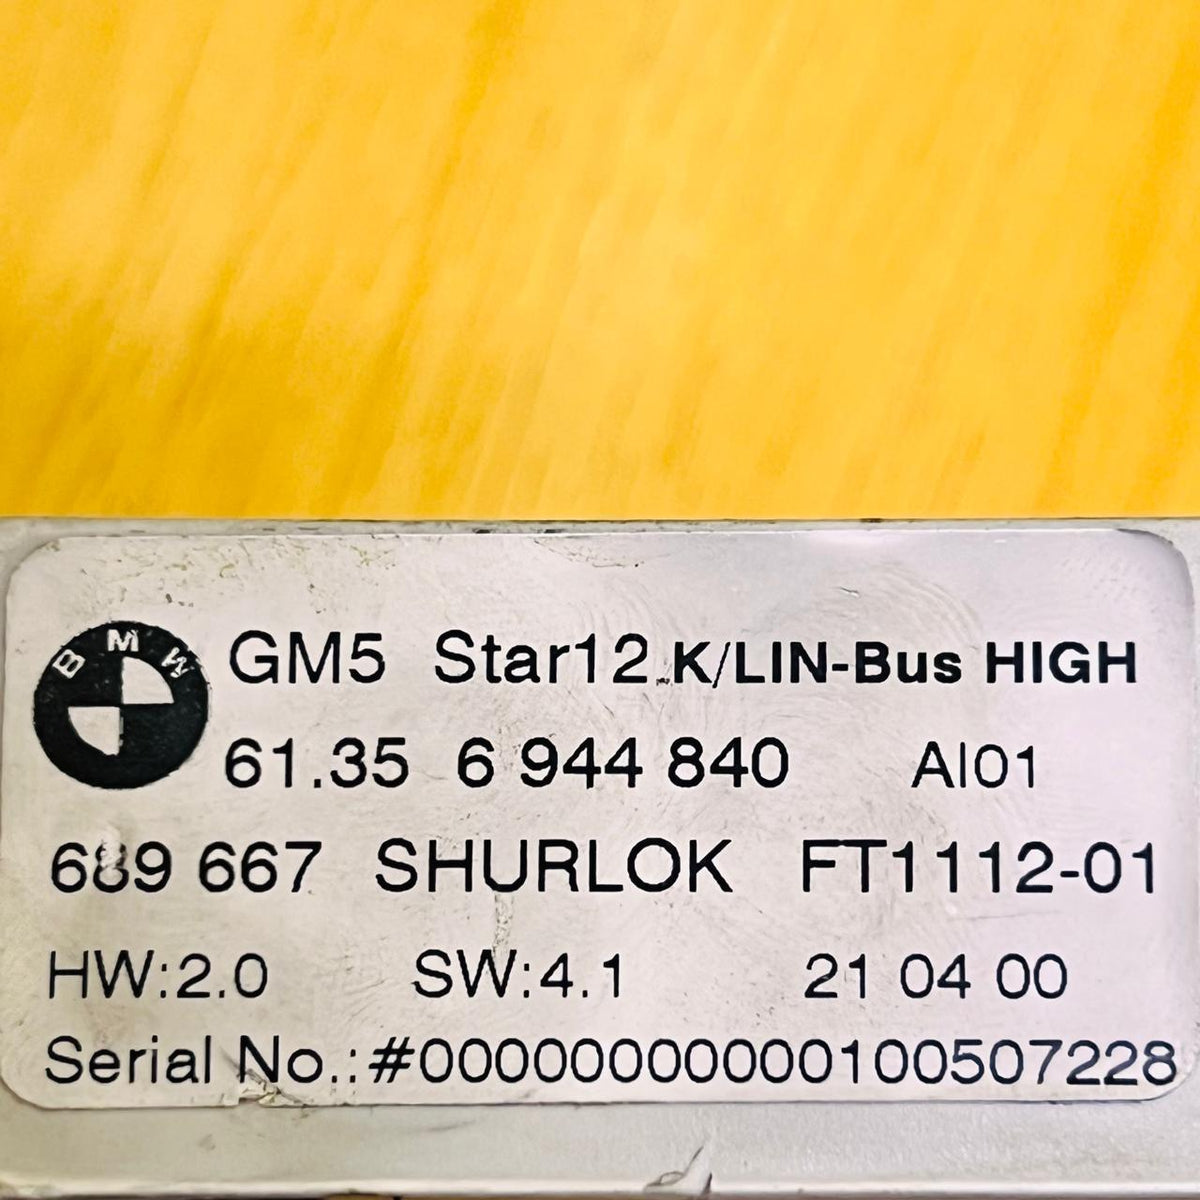 BMW
GM5 Star12 K/LIN-Bus HIGH
61.35 6 944 840 AI01
689 667 SHURLOK FT1112-01
HW:2.0 SW:4.1 21 04 00
Serial No.:#000000000000100507228